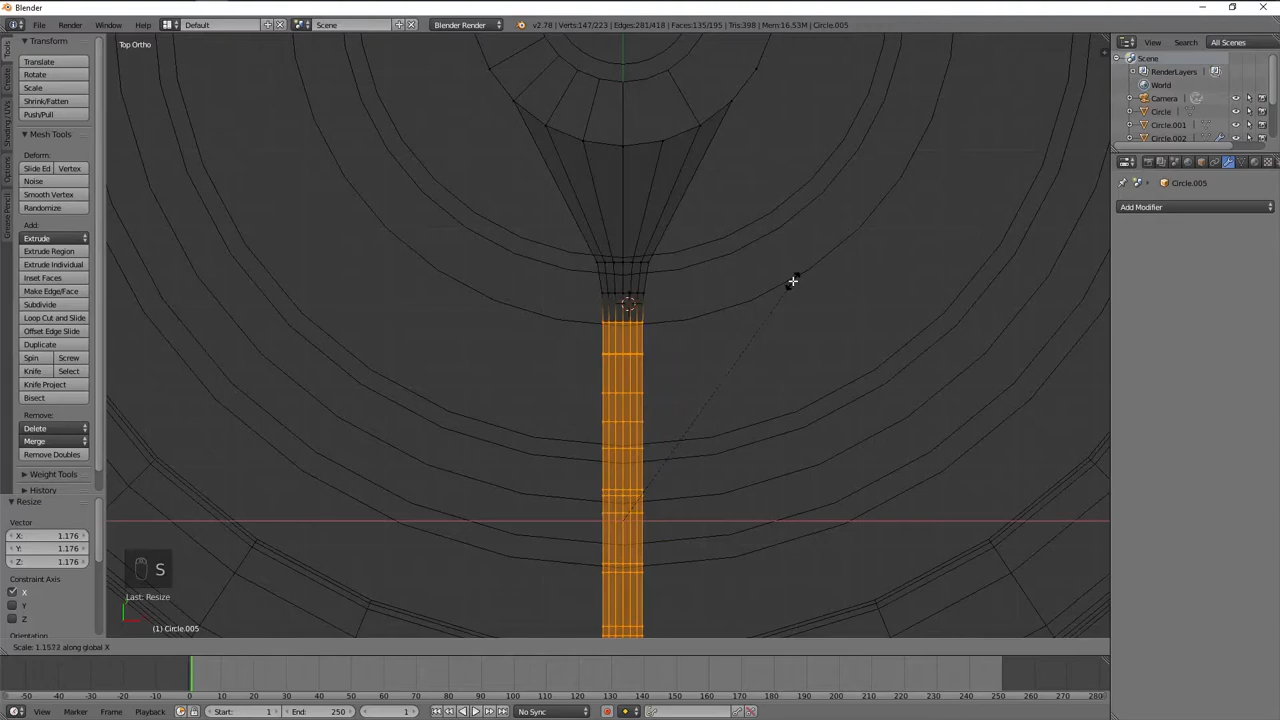 Blender
File Render Window Help Default Scene Blender Render v2.78 | Verts:147/223 | Edges:281/418 | Faces:135/195 | Tris:398 | Mem:16.53M | Circle.005 View Search All Scenes
Transform
Top Ortho
Scene
Translate
RenderLayers
Rotate
World
Scale
Camera
Shrink/Fatten
Circle
Push/Pull
Circle.001
Mesh Tools
Circle.002
Deform:
Slide Ed Vertex
Noise
Circle.005
Smooth Vertex
Randomize
Add Modifier
Add:
Extrude
Extrude Region
Extrude Individual
Inset Faces
Make Edge/Face
Subdivide
Loop Cut and Slide
Offset Edge Slide
Duplicate
Spin Screw
Knife Select
Knife Project
Bisect
Remove:
Delete
Merge
Remove Doubles
Weight Tools
History
Resize
Vector
X: 1.176
Y: 1.176
Z: 1.176
S
Constraint Axis
X
Last: Resize
Y
Z
(1) Circle.005
Orientation
Scale: 1.1572 along global X
Tools
Create
Shading / UVs
Options
Grease Pencil
-50 -40 -30 -20 -10 0 10 20 30 40 50 60 70 80 90 100 110 120 130 140 150 160 170 180 190 200 210 220 230 240 250 260 270 280
View Marker Frame Playback Start: 1 End: 250 1 No Sync